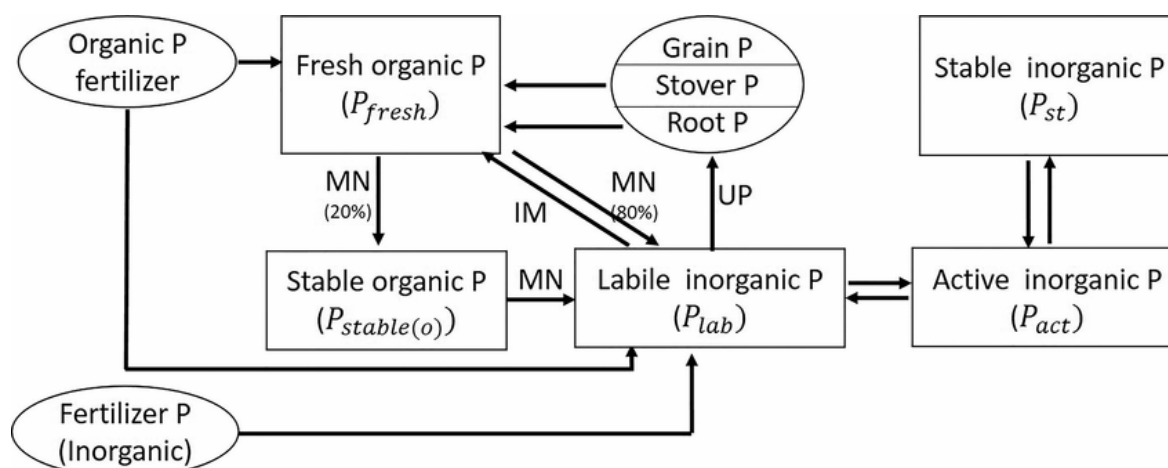 Organic P
fertilizer
Fresh organic P
(P_fresh)
Grain P
Stover P
Root P
Stable inorganic P
(P_st)
MN
(20%)
IM
MN
(80%)
UP
Stable organic P
(P_stable(o))
MN
Labile inorganic P
(P_lab)
Active inorganic P
(P_act)
Fertilizer P
(Inorganic)